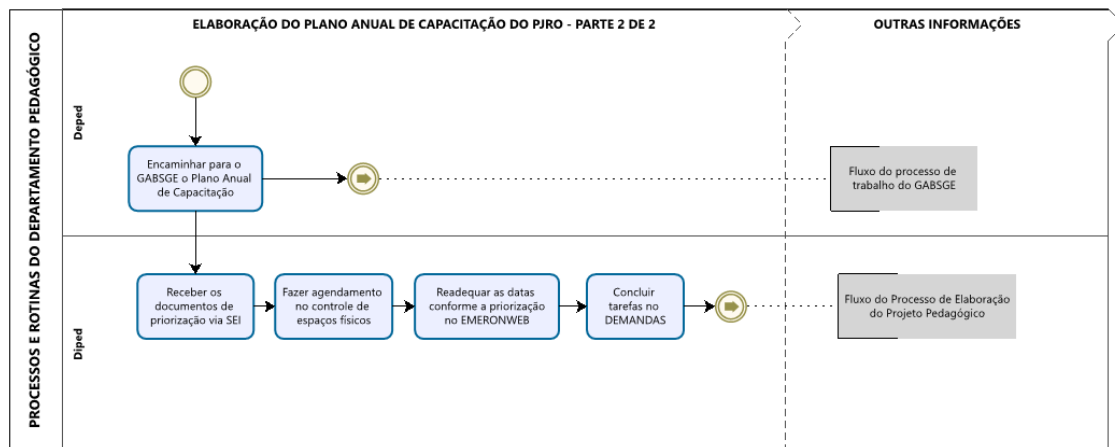 PROCESSOS E ROTINAS DO DEPARTAMENTO PEDAGÓGICO
ELABORAÇÃO DO PLANO ANUAL DE CAPACITAÇÃO DO PJRO - PARTE 2 DE 2
OUTRAS INFORMAÇÕES
Deped
Encaminhar para o
GABSGE o Plano Anual
de Capacitação
Fluxo do processo de
trabalho do GABSGE
Diped
Receber os
documentos de
priorização via SEI
Fazer agendamento
no controle de
espaços físicos
Readequar as datas
conforme a priorização
no EMERONWEB
Concluir
tarefas no
DEMANDAS
Fluxo do Processo de Elaboração
do Projeto Pedagógico